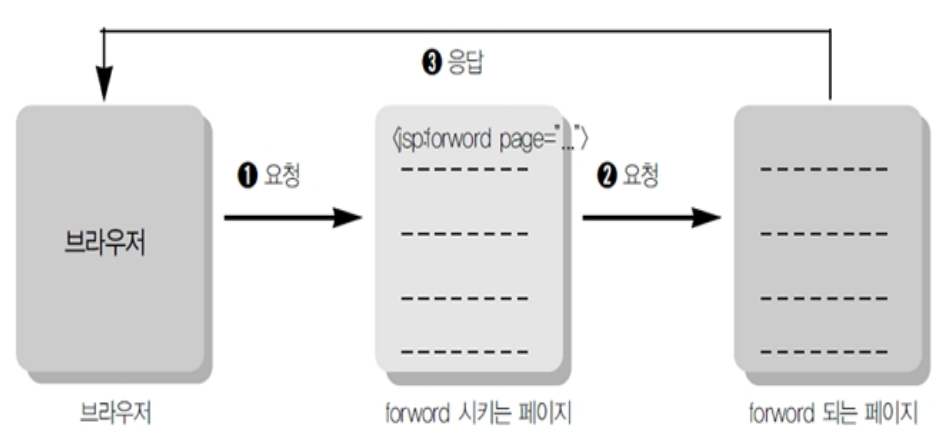 ❸ 응답
〈jsp:forword page="..."〉
❶ 요청
❷ 요청
브라우저
브라우저
forword 시키는 페이지
forword 되는 페이지